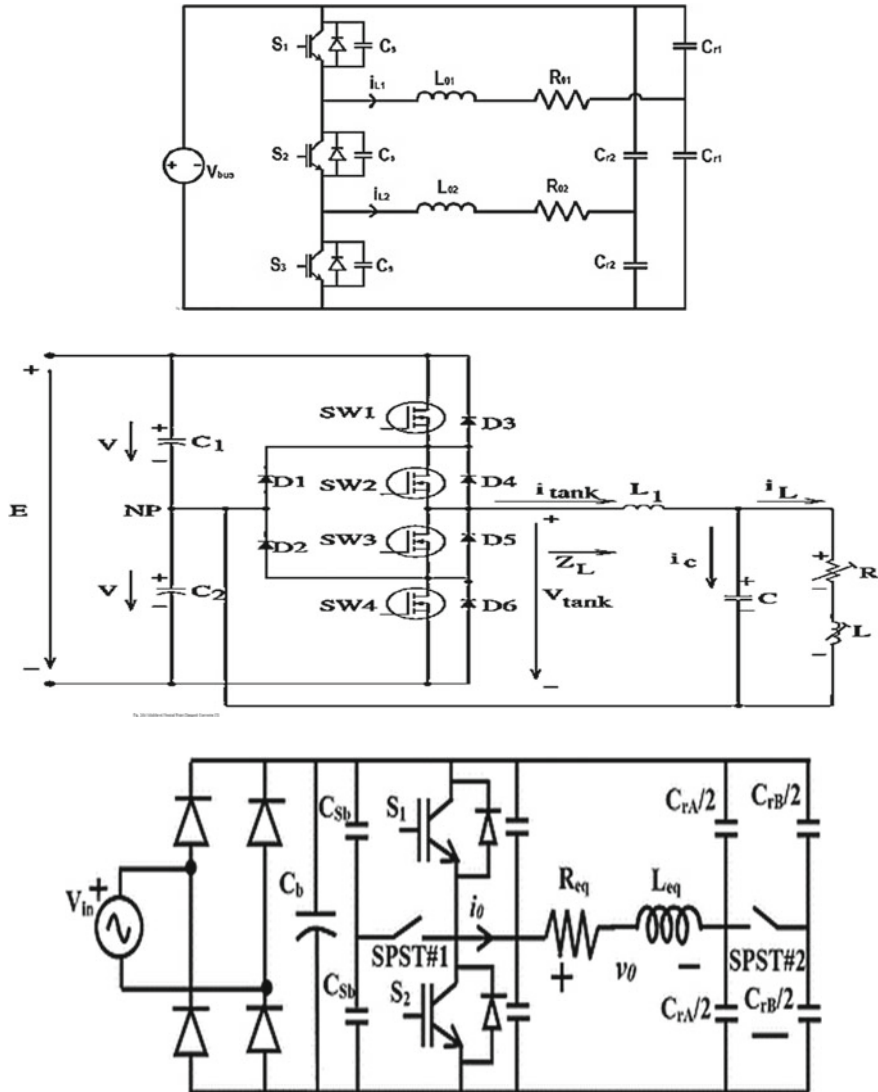 S1
Cs
Cr1
iL1
L01
R01
Vbus
S2
Cs
Cr2
Cr1
iL2
L02
R02
S3
Cs
Cr2
+
+
V
C1
SW1
D3
D1
SW2
D4
itank
L1
iL
E
NP
D2
SW3
D5
ZL
ic
R
V
C2
Vtank
C
L
SW4
D6
−
−
CSb
S1
CrA/2
CrB/2
Vin
Cb
i0
Req
Leq
SPST#1
v0
SPST#2
CSb
S2
CrA/2
CrB/2